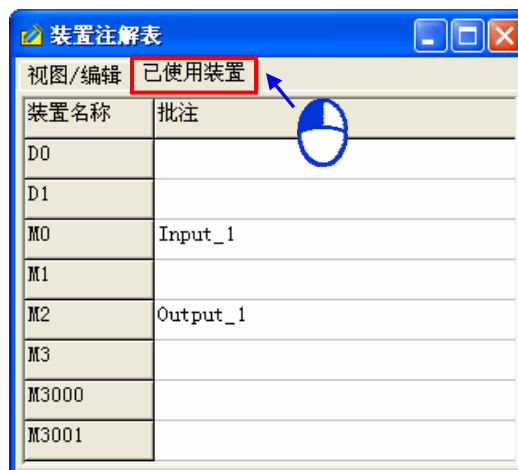 装置注解表
视图/编辑 已使用装置
装置名称 批注
D0
D1
M0 Input_1
M1
M2 Output_1
M3
M3000
M3001